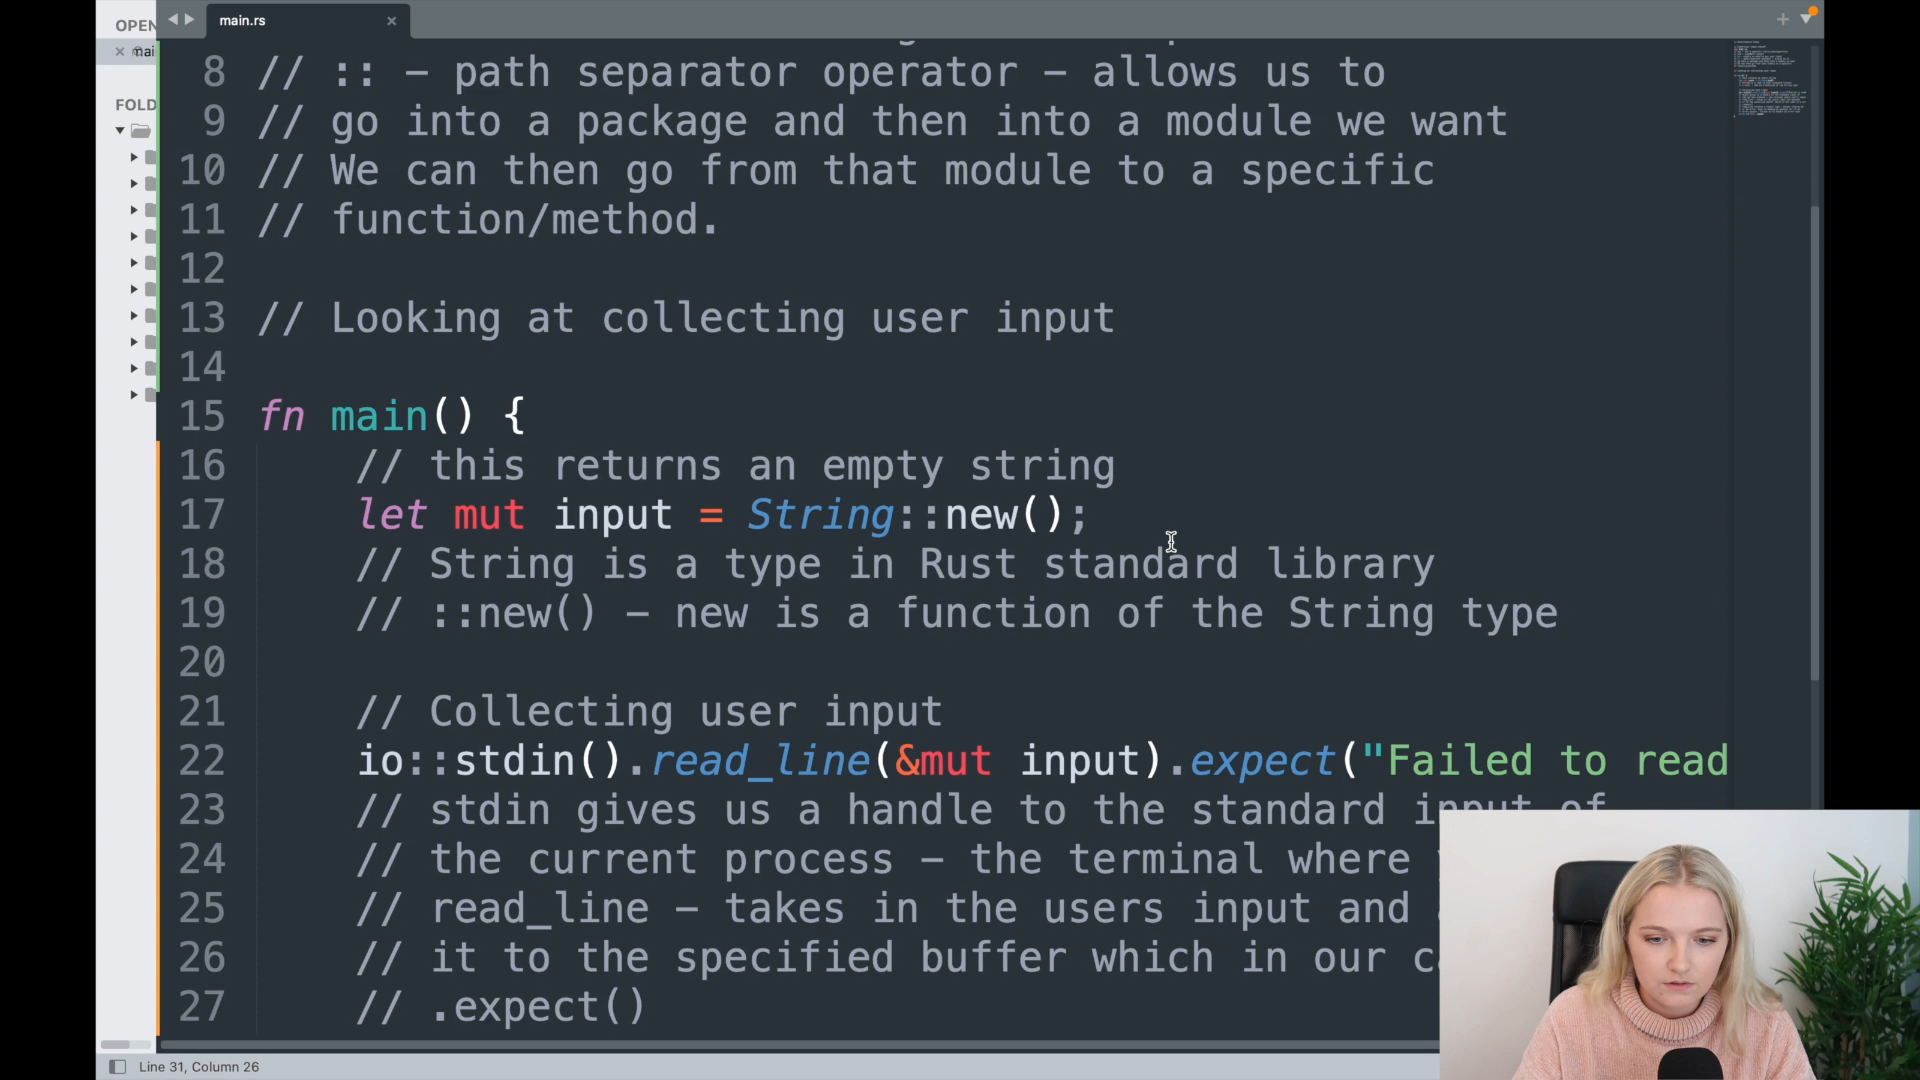 OPEN
main.rs
mai
FOLD
8 // :: – path separator operator – allows us to
9 // go into a package and then into a module we want
10 // We can then go from that module to a specific
11 // function/method.
12
13 // Looking at collecting user input
14
15 fn main() {
16 // this returns an empty string
17 let mut input = String::new();
18 // String is a type in Rust standard library
19 // ::new() – new is a function of the String type
20
21 // Collecting user input
22 io::stdin().read_line(&mut input).expect("Failed to read
23 // stdin gives us a handle to the standard input of
24 // the current process – the terminal where
25 // read_line – takes in the users input and
26 // it to the specified buffer which in our
27 // .expect()
Line 31, Column 26